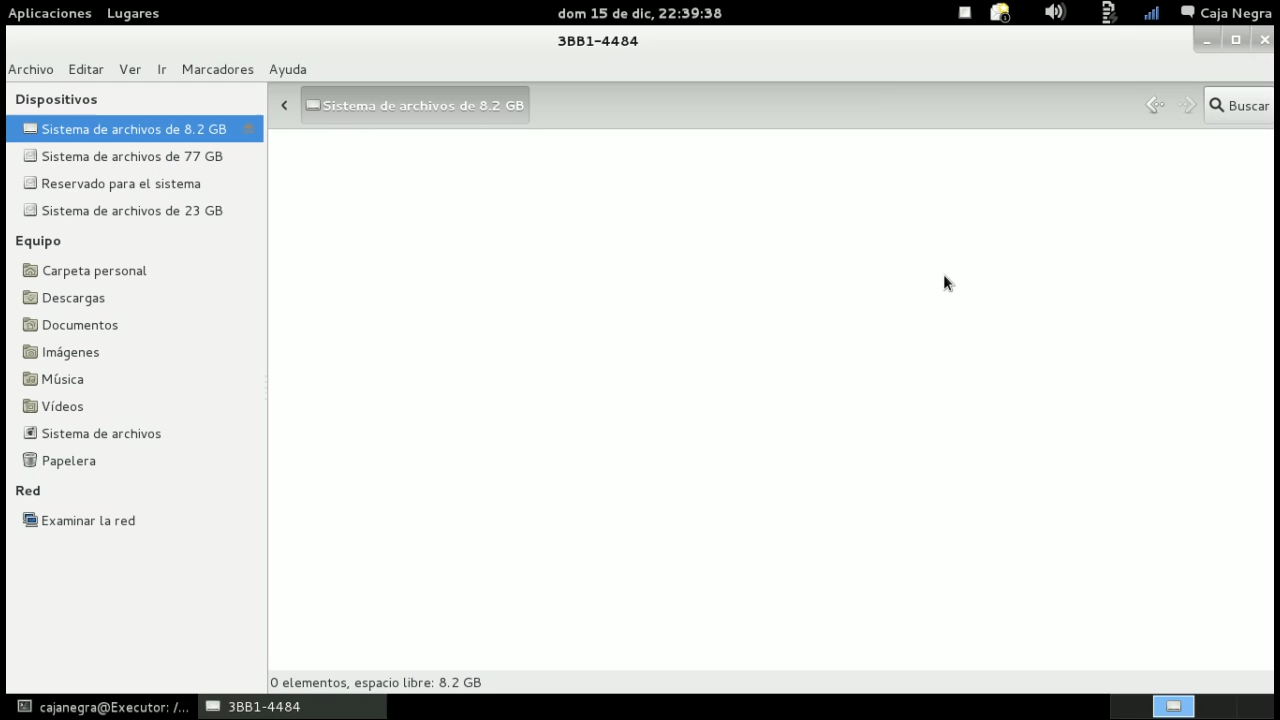 Aplicaciones Lugares dom 15 de dic, 22:39:38 Caja Negra
3BB1-4484
Archivo Editar Ver Ir Marcadores Ayuda
Dispositivos
Sistema de archivos de 8.2 GB
Sistema de archivos de 77 GB
Reservado para el sistema
Sistema de archivos de 23 GB
Equipo
Carpeta personal
Descargas
Documentos
Imágenes
Música
Vídeos
Sistema de archivos
Papelera
Red
Examinar la red
Sistema de archivos de 8.2 GB Buscar
0 elementos, espacio libre: 8.2 GB
cajanegra@Executor: /... 3BB1-4484